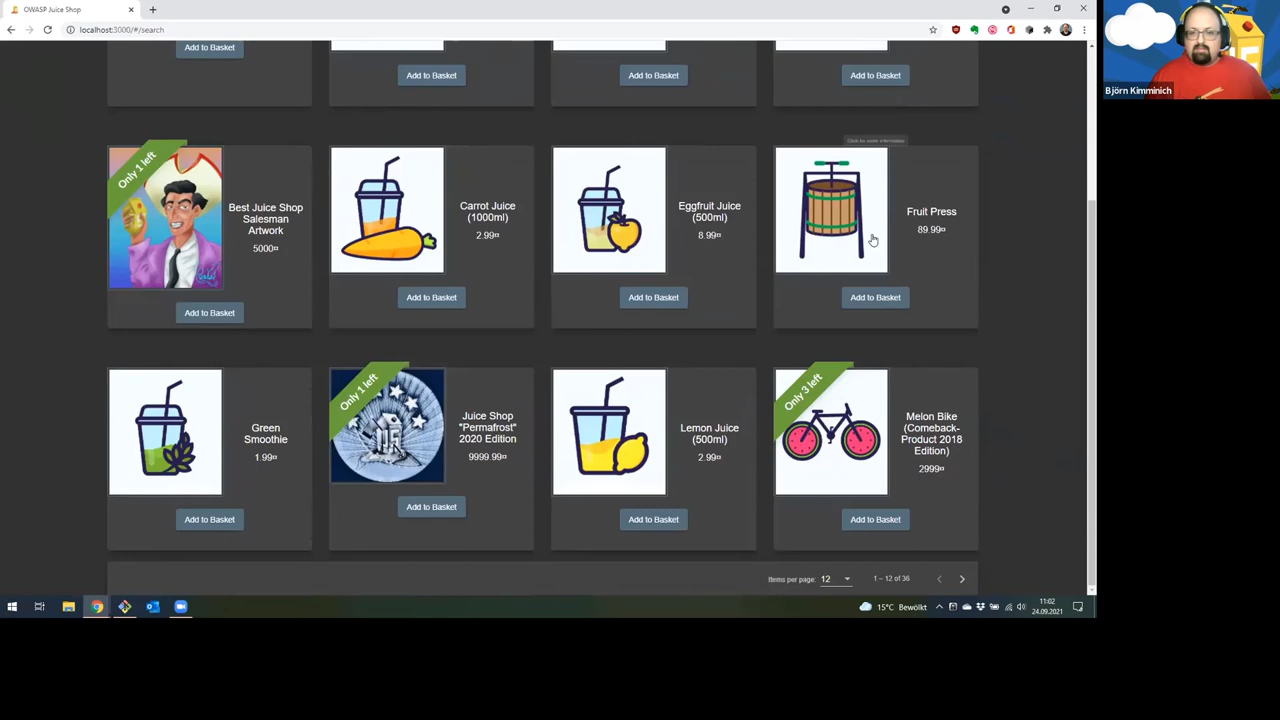 OWASP Juice Shop
localhost:3000/#/search
Björn Kimminich
Add to Basket
Add to Basket
Add to Basket
Add to Basket
Click for more information
Only 1 left
Best Juice Shop
Salesman
Artwork
5000¤
Add to Basket
Carrot Juice
(1000ml)
2.99¤
Add to Basket
Eggfruit Juice
(500ml)
8.99¤
Add to Basket
Fruit Press
89.99¤
Add to Basket
Green
Smoothie
1.99¤
Add to Basket
Only 1 left
Juice Shop
"Permafrost"
2020 Edition
9999.99¤
Add to Basket
Lemon Juice
(500ml)
2.99¤
Add to Basket
Only 3 left
Melon Bike
(Comeback-
Product 2018
Edition)
2999¤
Add to Basket
Items per page: 12
1 – 12 of 36
15°C Bewölkt
11:02
24.09.2021